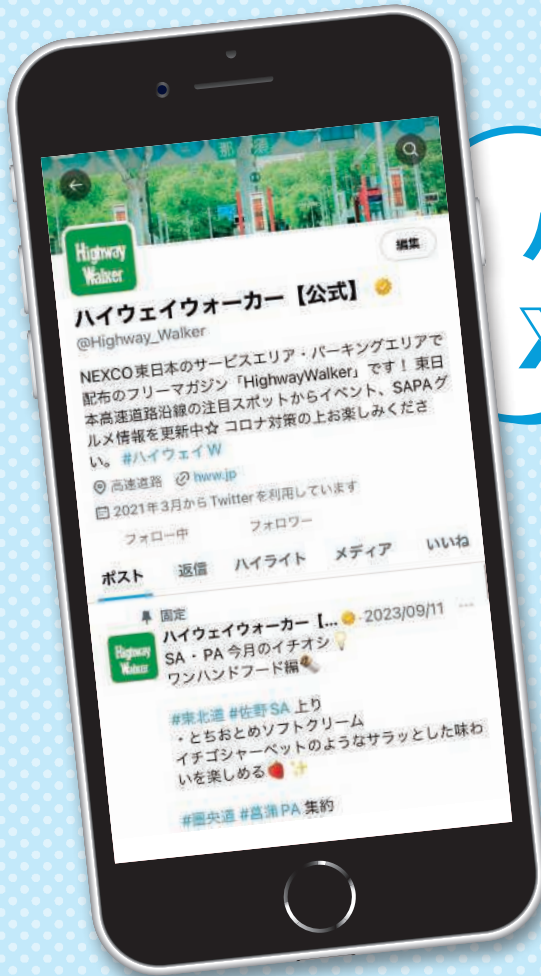 那須
Highway
Walker
編集
ハイウェイウォーカー【公式】
@Highway_Walker
NEXCO東日本のサービスエリア・パーキングエリアで
配布のフリーマガジン「HighwayWalker」です！ 東日
本高速道路沿線の注目スポットからイベント、SAPAグ
ルメ情報を更新中☆ コロナ対策の上お楽しみくださ
い。 #ハイウェイW
高速道路 hww.jp
2021年3月からTwitterを利用しています
フォロー中 フォロワー
ポスト 返信 ハイライト メディア いいね
固定
ハイウェイウォーカー【... · 2023/09/11 ...
Highway
Walker
SA・PA 今月のイチオシ💡
ワンハンドフード編🌯
#東北道 #佐野SA 上り
・とちおとめソフトクリーム
イチゴシャーベットのようなサラッとした味わ
いを楽しめる🍓✨
#圏央道 #菖蒲PA 集約